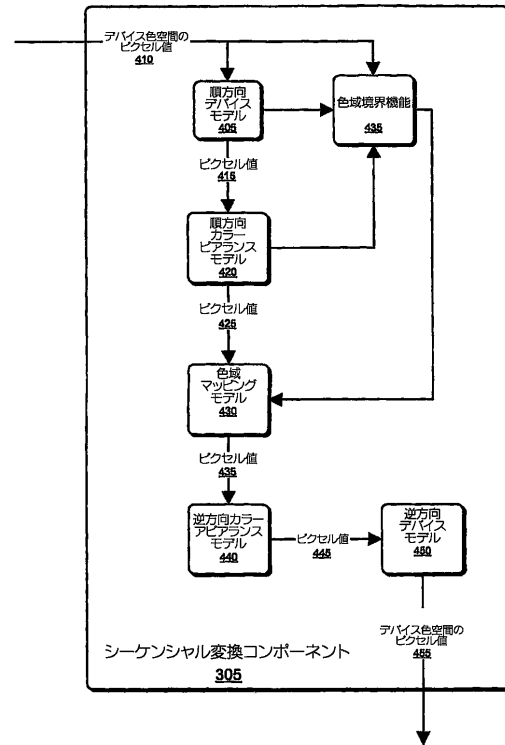 デバイス色空間の
ピクセル値
410
順方向
デバイス
モデル
405
色域境界機能
435
ピクセル値
415
順方向
カラー
ピアランス
モデル
420
ピクセル値
425
色域
マッピング
モデル
430
ピクセル値
435
逆方向カラー
アピアランス
モデル
440
ピクセル値
445
逆方向
デバイス
モデル
450
デバイス色空間の
ピクセル値
455
シーケンシャル変換コンポーネント
305